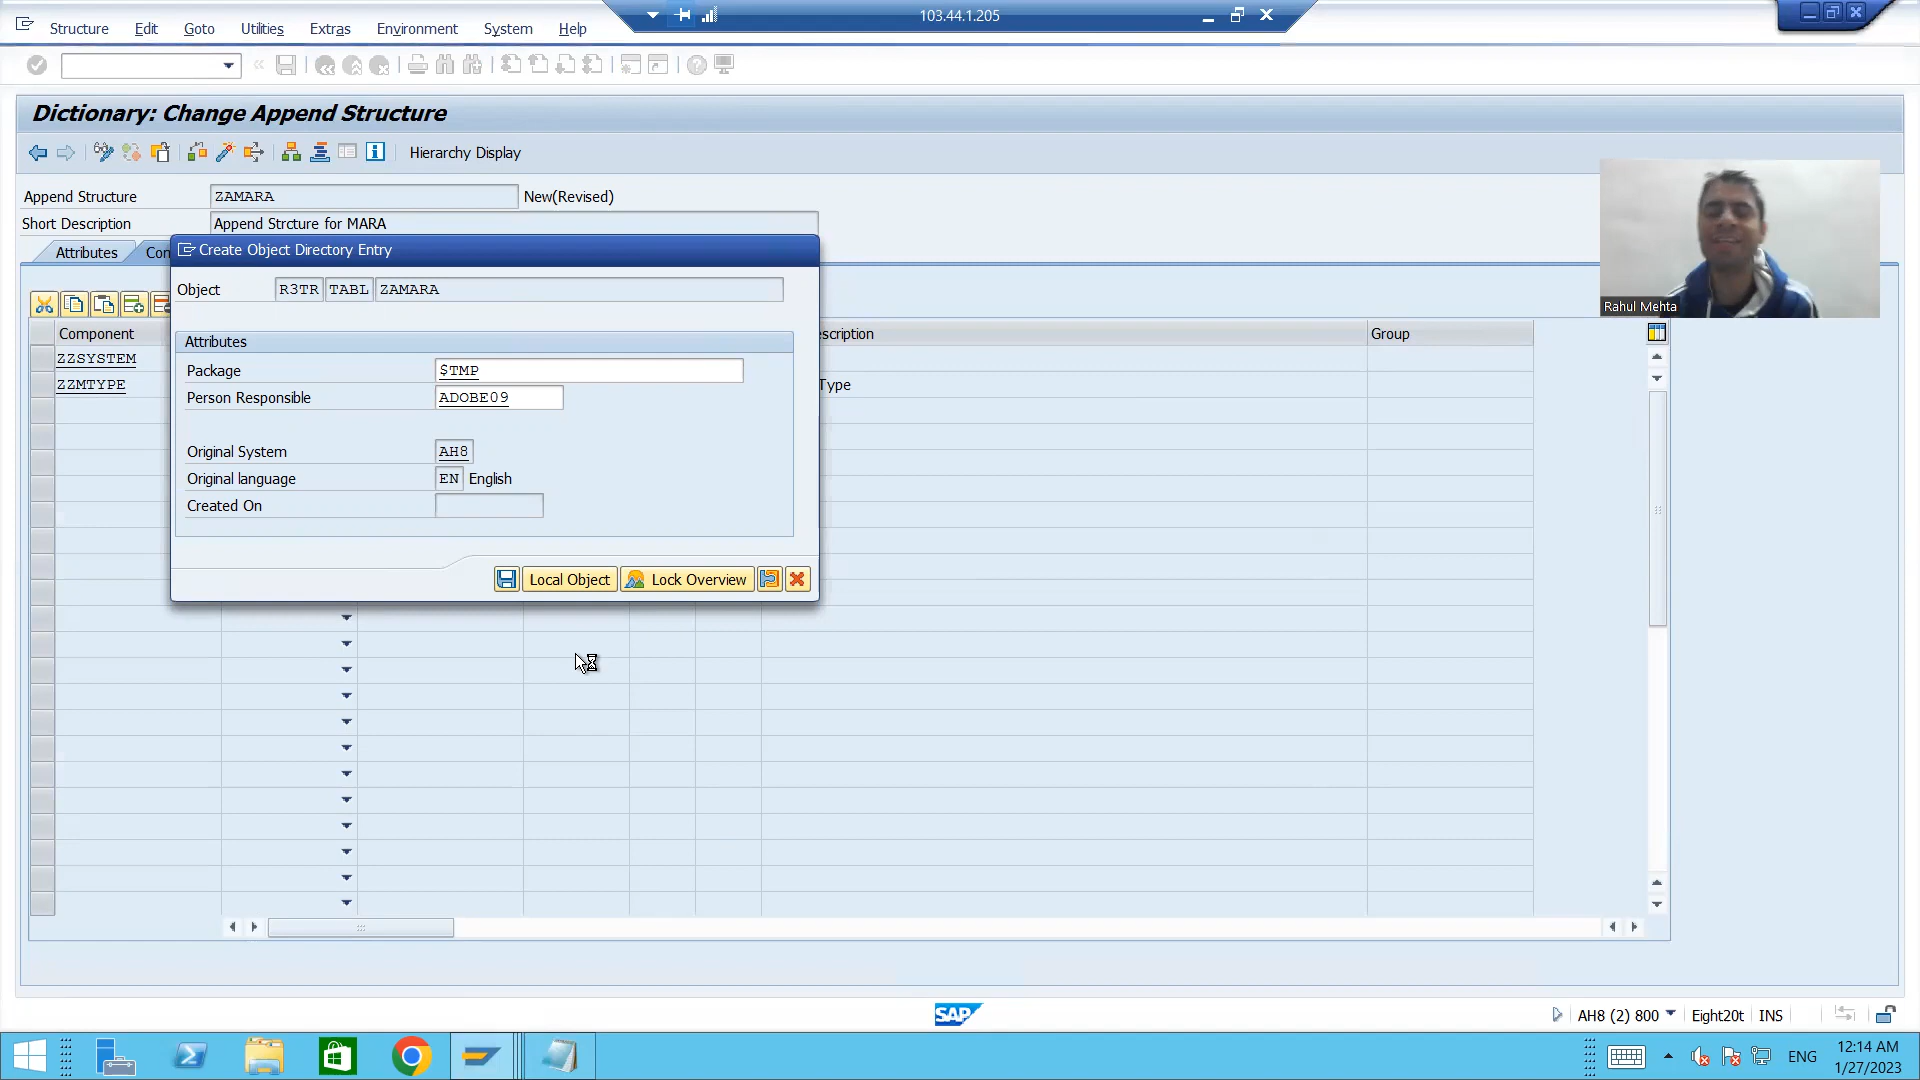 103.44.1.205
Structure Edit Goto Utilities Extras Environment System Help
Dictionary: Change Append Structure
Hierarchy Display
Append Structure ZAMARA New(Revised)
Short Description Append Strcture for MARA
Attributes Con
Create Object Directory Entry
Object R3TR TABL ZAMARA
Attributes
Package $TMP
Person Responsible ADOBE09
Original System AH8
Original language EN English
Created On
Local Object Lock Overview
Component escription Group
ZZSYSTEM
ZZMTYPE Type
Rahul Mehta
SAP
AH8 (2) 800 Eight20t INS
ENG
12:14 AM
1/27/2023